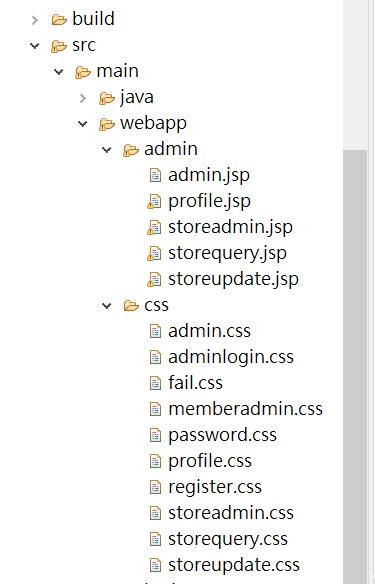 build
src
main
java
webapp
admin
admin.jsp
profile.jsp
storeadmin.jsp
storequery.jsp
storeupdate.jsp
css
admin.css
adminlogin.css
fail.css
memberadmin.css
password.css
profile.css
register.css
storeadmin.css
storequery.css
storeupdate.css